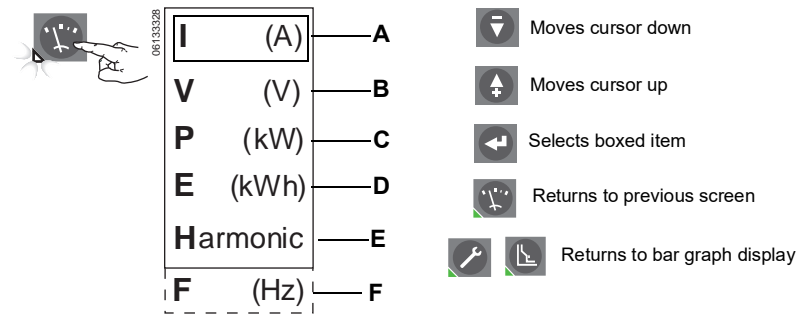 06133328
I (A) A
V (V) B
P (kW) C
E (kWh) D
Harmonic E
F (Hz) F
Moves cursor down
Moves cursor up
Selects boxed item
Returns to previous screen
Returns to bar graph display